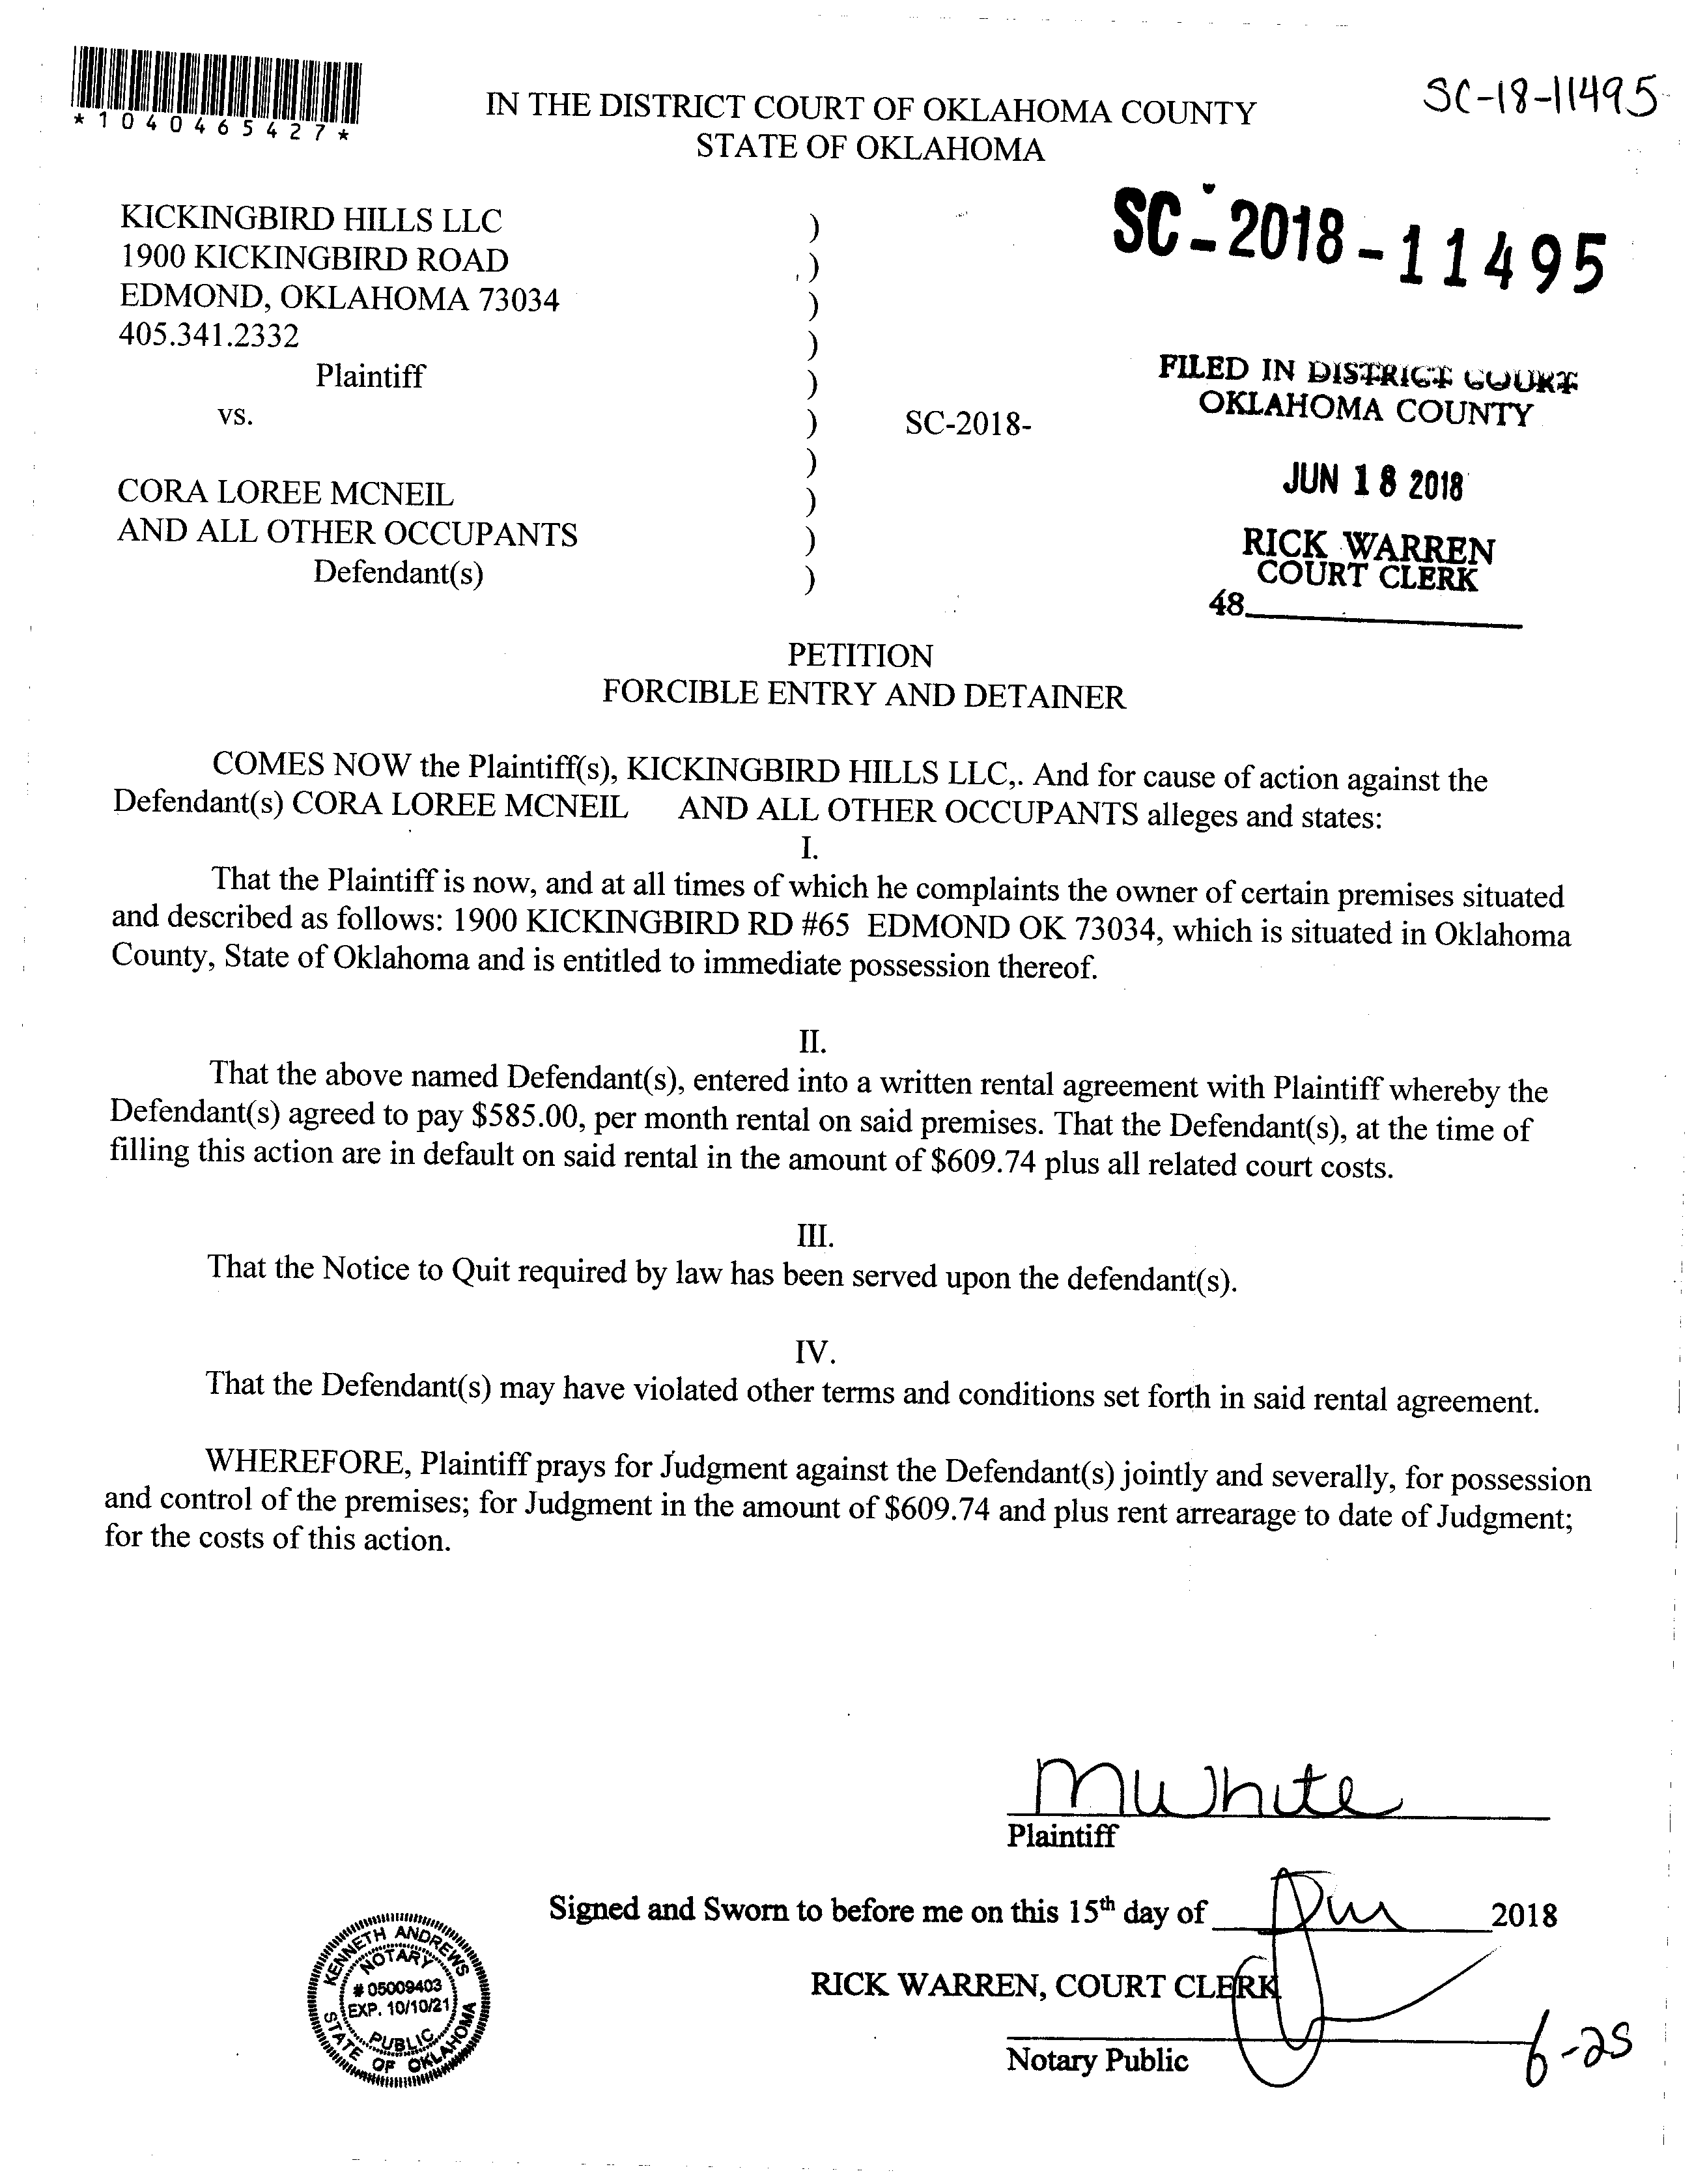 *1040465427*
IN THE DISTRICT COURT OF OKLAHOMA COUNTY
STATE OF OKLAHOMA
SC-18-11495
SC-2018-11495
KICKINGBIRD HILLS LLC )
1900 KICKINGBIRD ROAD )
EDMOND, OKLAHOMA 73034 )
405.341.2332 )
Plaintiff )
vs. ) SC-2018-
)
CORA LOREE MCNEIL )
AND ALL OTHER OCCUPANTS )
Defendant(s) )
FILED IN DISTRICT COURT
OKLAHOMA COUNTY
JUN 18 2018
RICK WARREN
COURT CLERK
48
PETITION
FORCIBLE ENTRY AND DETAINER
COMES NOW the Plaintiff(s), KICKINGBIRD HILLS LLC,. And for cause of action against the
Defendant(s) CORA LOREE MCNEIL AND ALL OTHER OCCUPANTS alleges and states:
I.
That the Plaintiff is now, and at all times of which he complaints the owner of certain premises situated
and described as follows: 1900 KICKINGBIRD RD #65 EDMOND OK 73034, which is situated in Oklahoma
County, State of Oklahoma and is entitled to immediate possession thereof.
II.
That the above named Defendant(s), entered into a written rental agreement with Plaintiff whereby the
Defendant(s) agreed to pay $585.00, per month rental on said premises. That the Defendant(s), at the time of
filling this action are in default on said rental in the amount of $609.74 plus all related court costs.
III.
That the Notice to Quit required by law has been served upon the defendant(s).
IV.
That the Defendant(s) may have violated other terms and conditions set forth in said rental agreement.
WHEREFORE, Plaintiff prays for Judgment against the Defendant(s) jointly and severally, for possession
and control of the premises; for Judgment in the amount of $609.74 and plus rent arrearage to date of Judgment;
for the costs of this action.
MWhite
Plaintiff
Signed and Sworn to before me on this 15th day of 2018
RICK WARREN, COURT CLERK
Notary Public
6-25
KENNETH ANDREWS
NOTARY
# 05009403
EXP. 10/10/21
PUBLIC
STATE OF OKLAHOMA